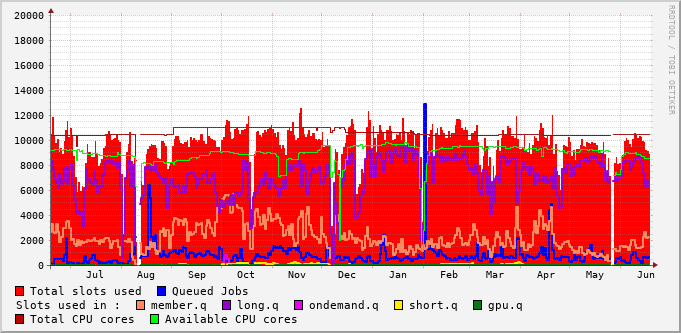 20000
18000
16000
14000
12000
10000
8000
6000
4000
2000
0
Jul Aug Sep Oct Nov Dec Jan Feb Mar Apr May Jun
Total slots used Queued Jobs
Slots used in : member.q long.q ondemand.q short.q gpu.q
Total CPU cores Available CPU cores
RRDTOOL / TOBI OETIKER